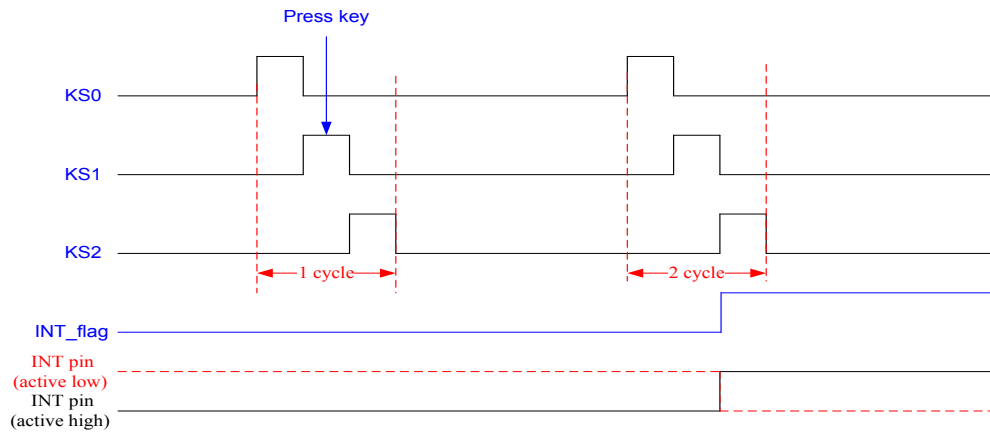 Press key
KS0
KS1
KS2
1 cycle
2 cycle
INT_flag
INT pin
(active low)
INT pin
(active high)